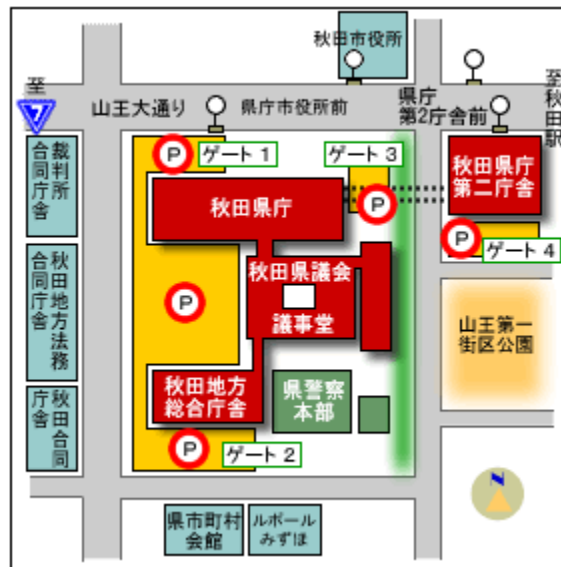 秋田市役所
至
7
山王大通り
県庁市役所前
県庁
第2庁舎前
至秋田駅
裁判所
合同庁舎
P
ゲート 1
ゲート 3
P
秋田県庁
秋田県庁
第二庁舎
P
ゲート 4
秋田地方法務
合同庁舎
P
秋田県議会
議事堂
山王第一
街区公園
秋田地方
総合庁舎
県警察
本部
秋田合同
庁舎
P
ゲート 2
N
県市町村
会館
ルポール
みずほ